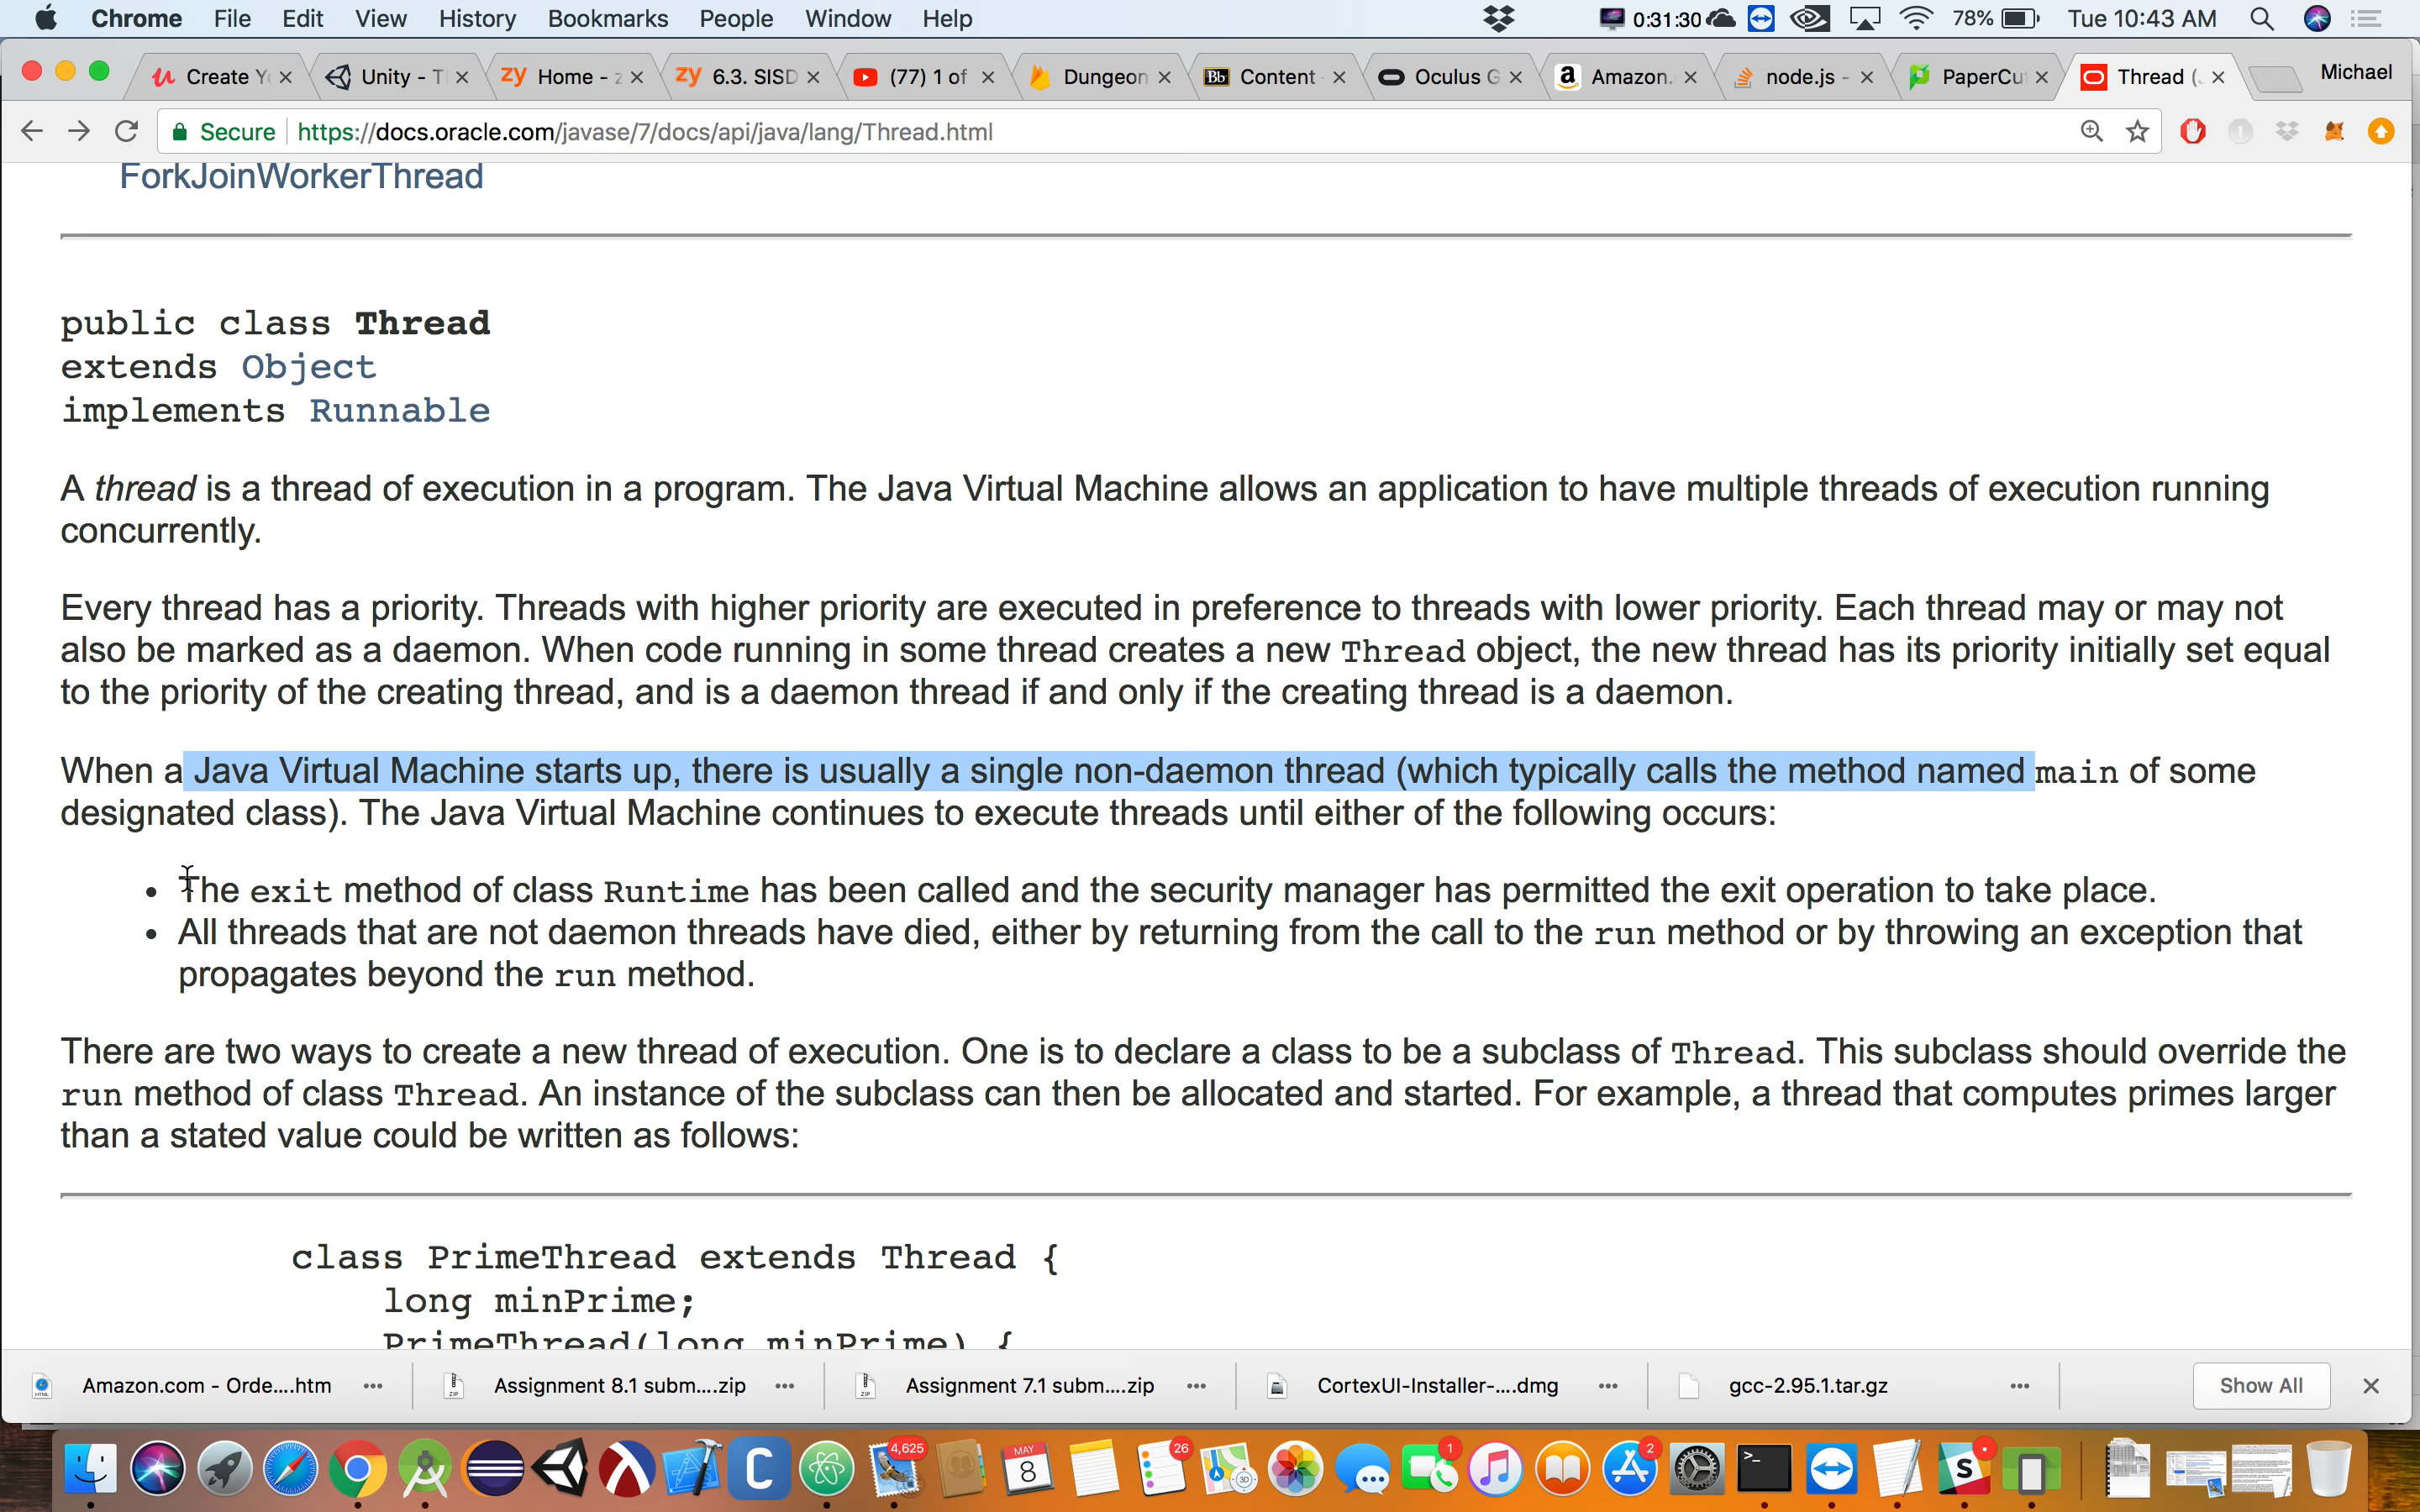 Chrome File Edit View History Bookmarks People Window Help 0:31:30 78% Tue 10:43 AM
Create Y Unity - T Home - z 6.3. SISD (77) 1 of Dungeon Content Oculus G Amazon. node.js - PaperCu Thread ( Michael
Secure https://docs.oracle.com/javase/7/docs/api/java/lang/Thread.html
ForkJoinWorkerThread
public class Thread
extends Object
implements Runnable
A thread is a thread of execution in a program. The Java Virtual Machine allows an application to have multiple threads of execution running
concurrently.
Every thread has a priority. Threads with higher priority are executed in preference to threads with lower priority. Each thread may or may not
also be marked as a daemon. When code running in some thread creates a new Thread object, the new thread has its priority initially set equal
to the priority of the creating thread, and is a daemon thread if and only if the creating thread is a daemon.
When a Java Virtual Machine starts up, there is usually a single non-daemon thread (which typically calls the method named main of some
designated class). The Java Virtual Machine continues to execute threads until either of the following occurs:
• The exit method of class Runtime has been called and the security manager has permitted the exit operation to take place.
• All threads that are not daemon threads have died, either by returning from the call to the run method or by throwing an exception that
propagates beyond the run method.
There are two ways to create a new thread of execution. One is to declare a class to be a subclass of Thread. This subclass should override the
run method of class Thread. An instance of the subclass can then be allocated and started. For example, a thread that computes primes larger
than a stated value could be written as follows:
class PrimeThread extends Thread {
long minPrime;
PrimeThread(long minPrime) {
Amazon.com - Orde....htm Assignment 8.1 subm....zip Assignment 7.1 subm....zip CortexUI-Installer-....dmg gcc-2.95.1.tar.gz Show All
4,625 MAY 8 26 3D 1 2